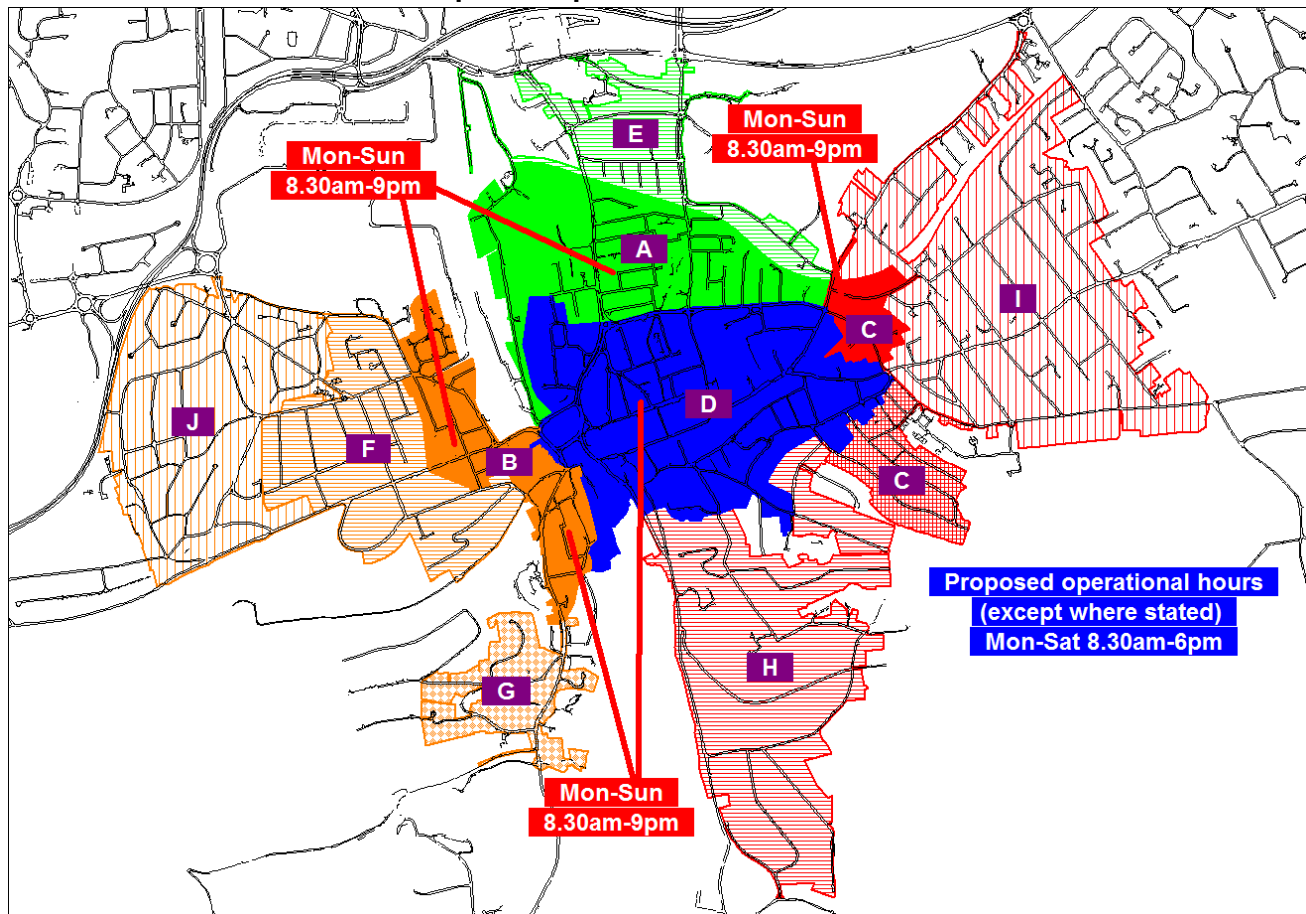 E
Mon-Sun
8.30am-9pm
Mon-Sun
8.30am-9pm
A
I
C
J
D
F
B
C
Proposed operational hours
(except where stated)
Mon-Sat 8.30am-6pm
H
G
Mon-Sun
8.30am-9pm